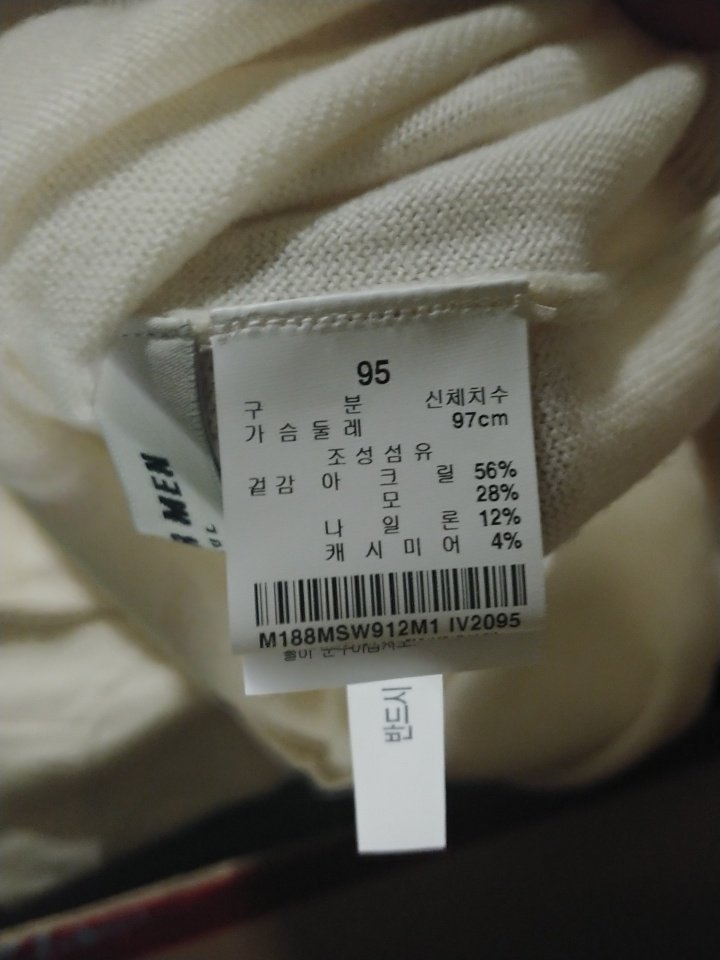 95
구 분 신체치수
가슴둘레 97cm
조성섬유
겉감 아크릴 56%
모 28%
나일론 12%
캐시미어 4%
M188MSW912M1 IV2095
반드시
MEN